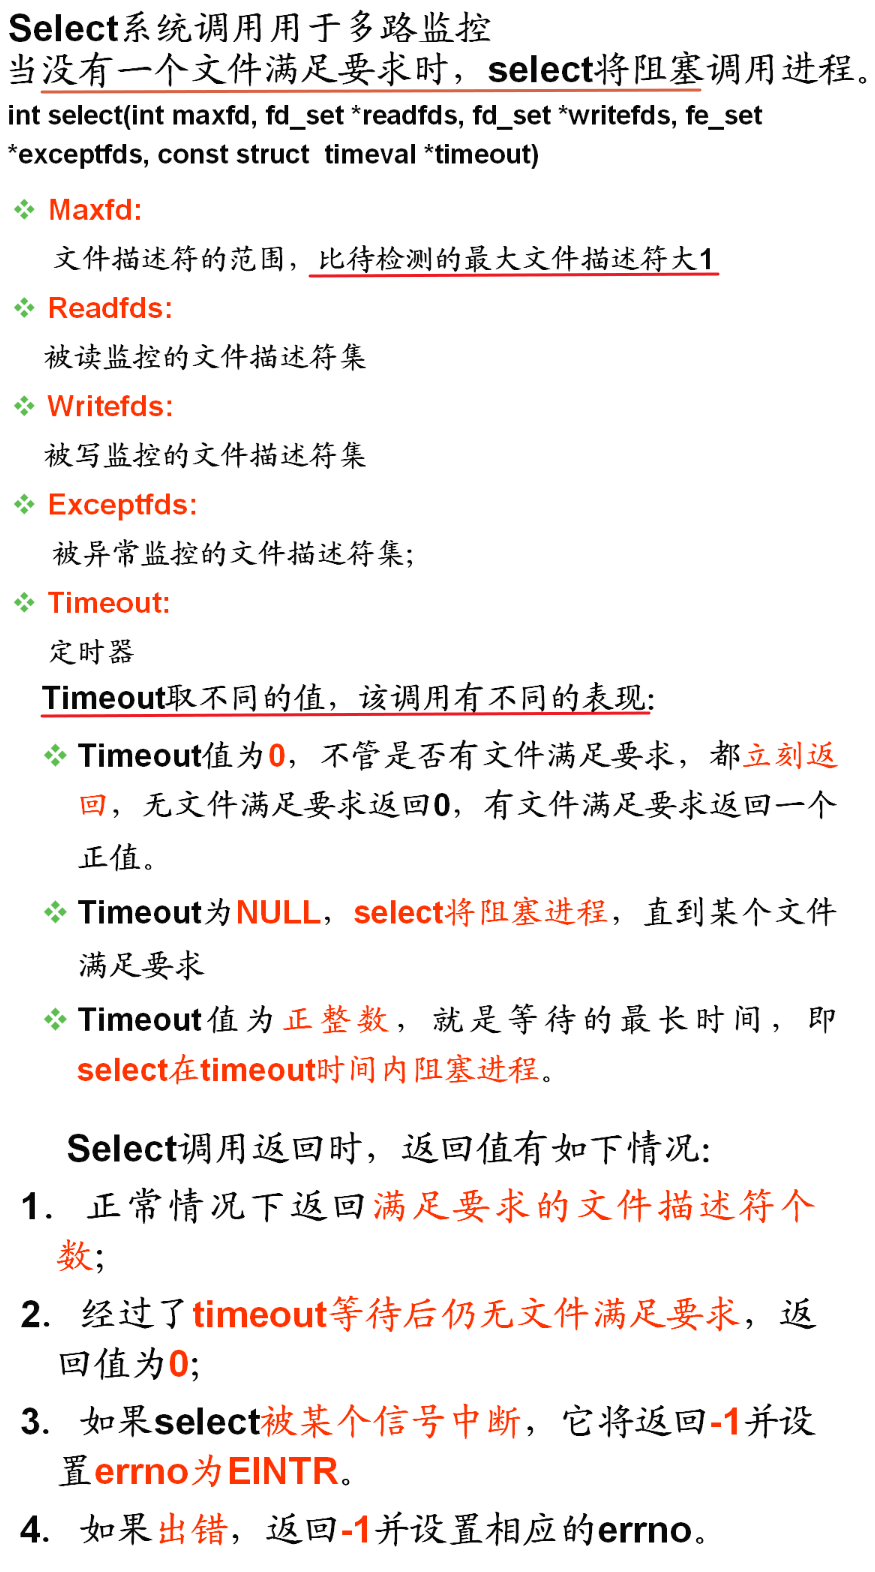 Select系统调用用于多路监控
当没有一个文件满足要求时，select将阻塞调用进程。
int select(int maxfd, fd_set *readfds, fd_set *writefds, fe_set
*exceptfds, const struct timeval *timeout)
Maxfd:
文件描述符的范围，比待检测的最大文件描述符大1
Readfds:
被读监控的文件描述符集
Writefds:
被写监控的文件描述符集
Exceptfds:
被异常监控的文件描述符集;
Timeout:
定时器
Timeout取不同的值，该调用有不同的表现:
Timeout值为0，不管是否有文件满足要求，都立刻返
回，无文件满足要求返回0，有文件满足要求返回一个
正值。
Timeout为NULL，select将阻塞进程，直到某个文件
满足要求
Timeout值为正整数，就是等待的最长时间，即
select在timeout时间内阻塞进程。
Select调用返回时，返回值有如下情况:
1. 正常情况下返回满足要求的文件描述符个
数;
2. 经过了timeout等待后仍无文件满足要求，返
回值为0;
3. 如果select被某个信号中断，它将返回-1并设
置errno为EINTR。
4. 如果出错，返回-1并设置相应的errno。